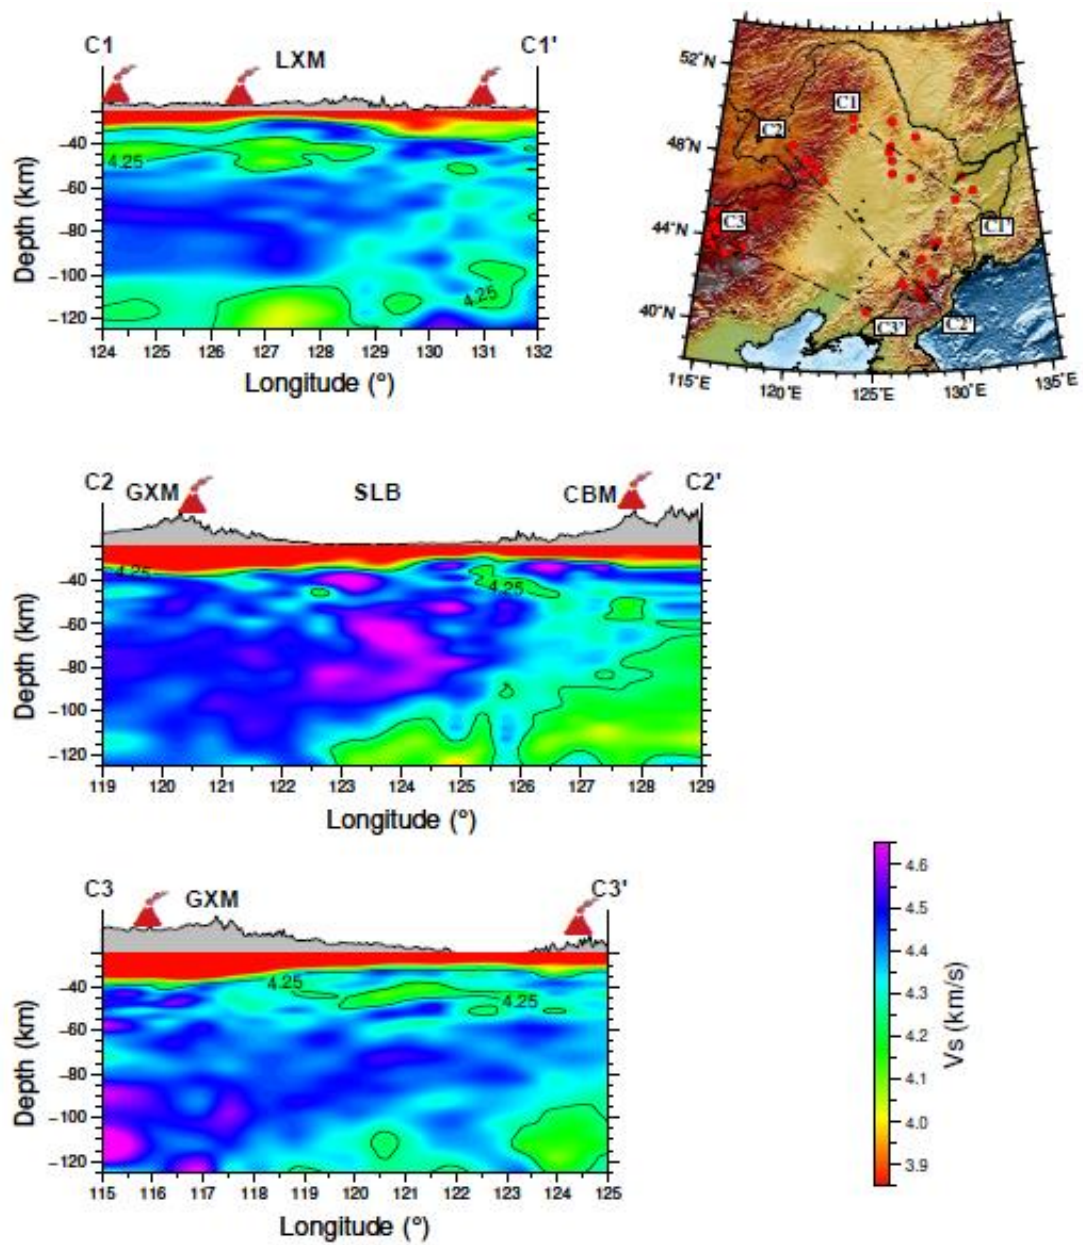 C1 LXM C1'
4.25
4.25
−40
−60
−80
−100
−120
Depth (km)
124 125 126 127 128 129 130 131 132
Longitude (°)
52°N
48°N
44°N
40°N
C1
C2
C3
C1'
C2'
C3'
115°E 120°E 125°E 130°E 135°E
C2 GXM SLB CBM C2'
4.25
4.25
−40
−60
−80
−100
−120
Depth (km)
119 120 121 122 123 124 125 126 127 128 129
Longitude (°)
C3 GXM C3'
4.25
4.25
−40
−60
−80
−100
−120
Depth (km)
115 116 117 118 119 120 121 122 123 124 125
Longitude (°)
4.6
4.5
4.4
4.3
4.2
4.1
4.0
3.9
Vs (km/s)